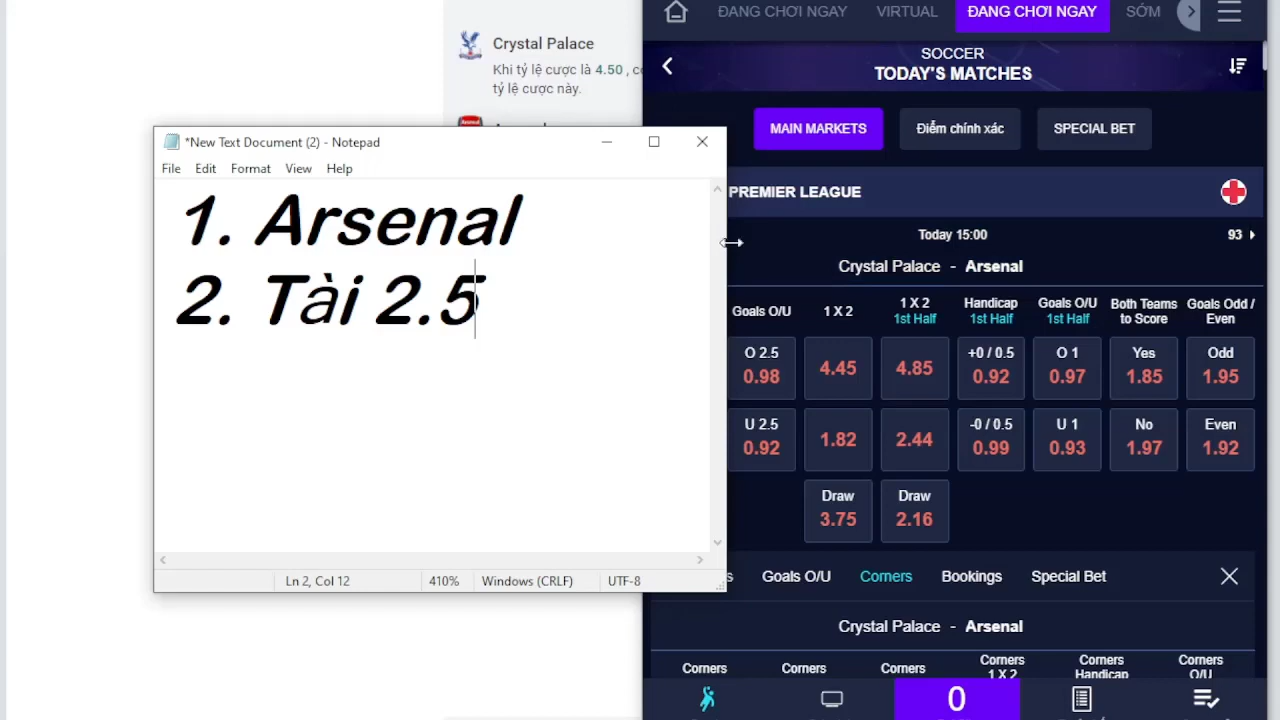 ĐANG CHƠI NGAY VIRTUAL ĐANG CHƠI NGAY SỚM
Crystal Palace
Khi tỷ lệ cược là 4.50 , có
tỷ lệ cược này.
SOCCER
TODAY'S MATCHES
MAIN MARKETS Điểm chính xác SPECIAL BET
*New Text Document (2) - Notepad
File Edit Format View Help
1. Arsenal
2. Tài 2.5
Ln 2, Col 12 410% Windows (CRLF) UTF-8
PREMIER LEAGUE
Today 15:00 93
Crystal Palace - Arsenal
Goals O/U 1 X 2 1 X 2 1st Half Handicap 1st Half Goals O/U 1st Half Both Teams to Score Goals Odd / Even
O 2.5 +0 / 0.5 O 1 Yes Odd
0.98 4.45 4.85 0.92 0.97 1.85 1.95
U 2.5 -0 / 0.5 U 1 No Even
0.92 1.82 2.44 0.99 0.93 1.97 1.92
Draw Draw
3.75 2.16
Goals O/U Corners Bookings Special Bet
Crystal Palace - Arsenal
Corners Corners Corners Corners 1 X 2 Corners Handicap Corners O/U
0